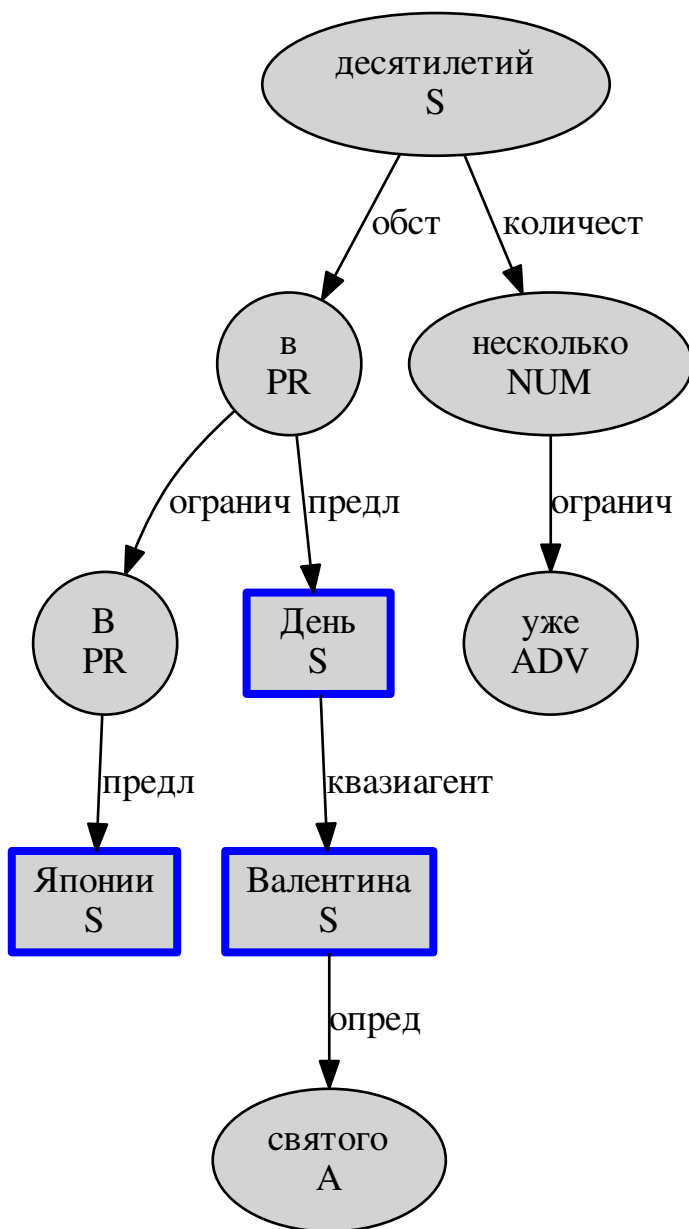 десятилетий
S
обст
количест
в
PR
несколько
NUM
огранич
предл
огранич
В
PR
День
S
уже
ADV
предл
квазиагент
Японии
S
Валентина
S
опред
святого
A